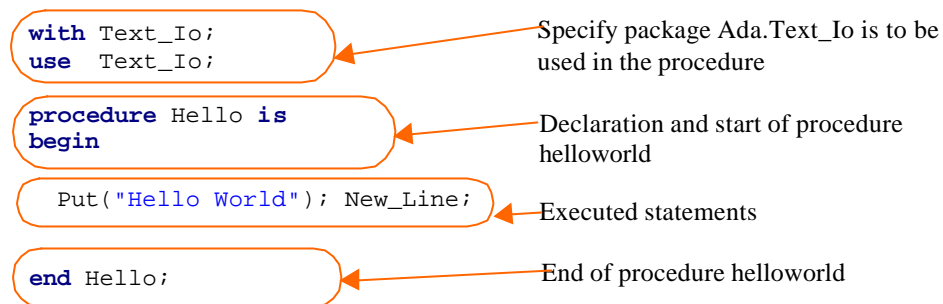 with Text_Io;
use  Text_Io;
Specify package Ada.Text_Io is to be
used in the procedure
procedure Hello is
begin
Declaration and start of procedure
helloworld
Put("Hello World"); New_Line;
Executed statements
end Hello;
End of procedure helloworld